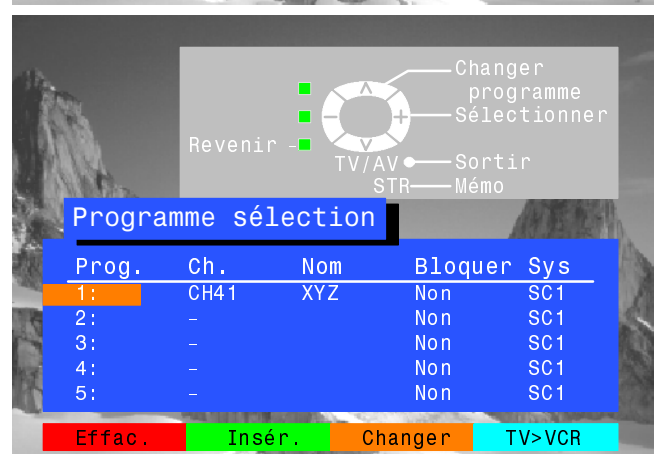 Changer
programme
Sélectionner
Revenir
TV/AV Sortir
STR Mémo
Programme sélection
Prog. Ch. Nom Bloquer Sys
1: CH41 XYZ Non SC1
2: - Non SC1
3: - Non SC1
4: - Non SC1
5: - Non SC1
Effac. Insér. Changer TV>VCR